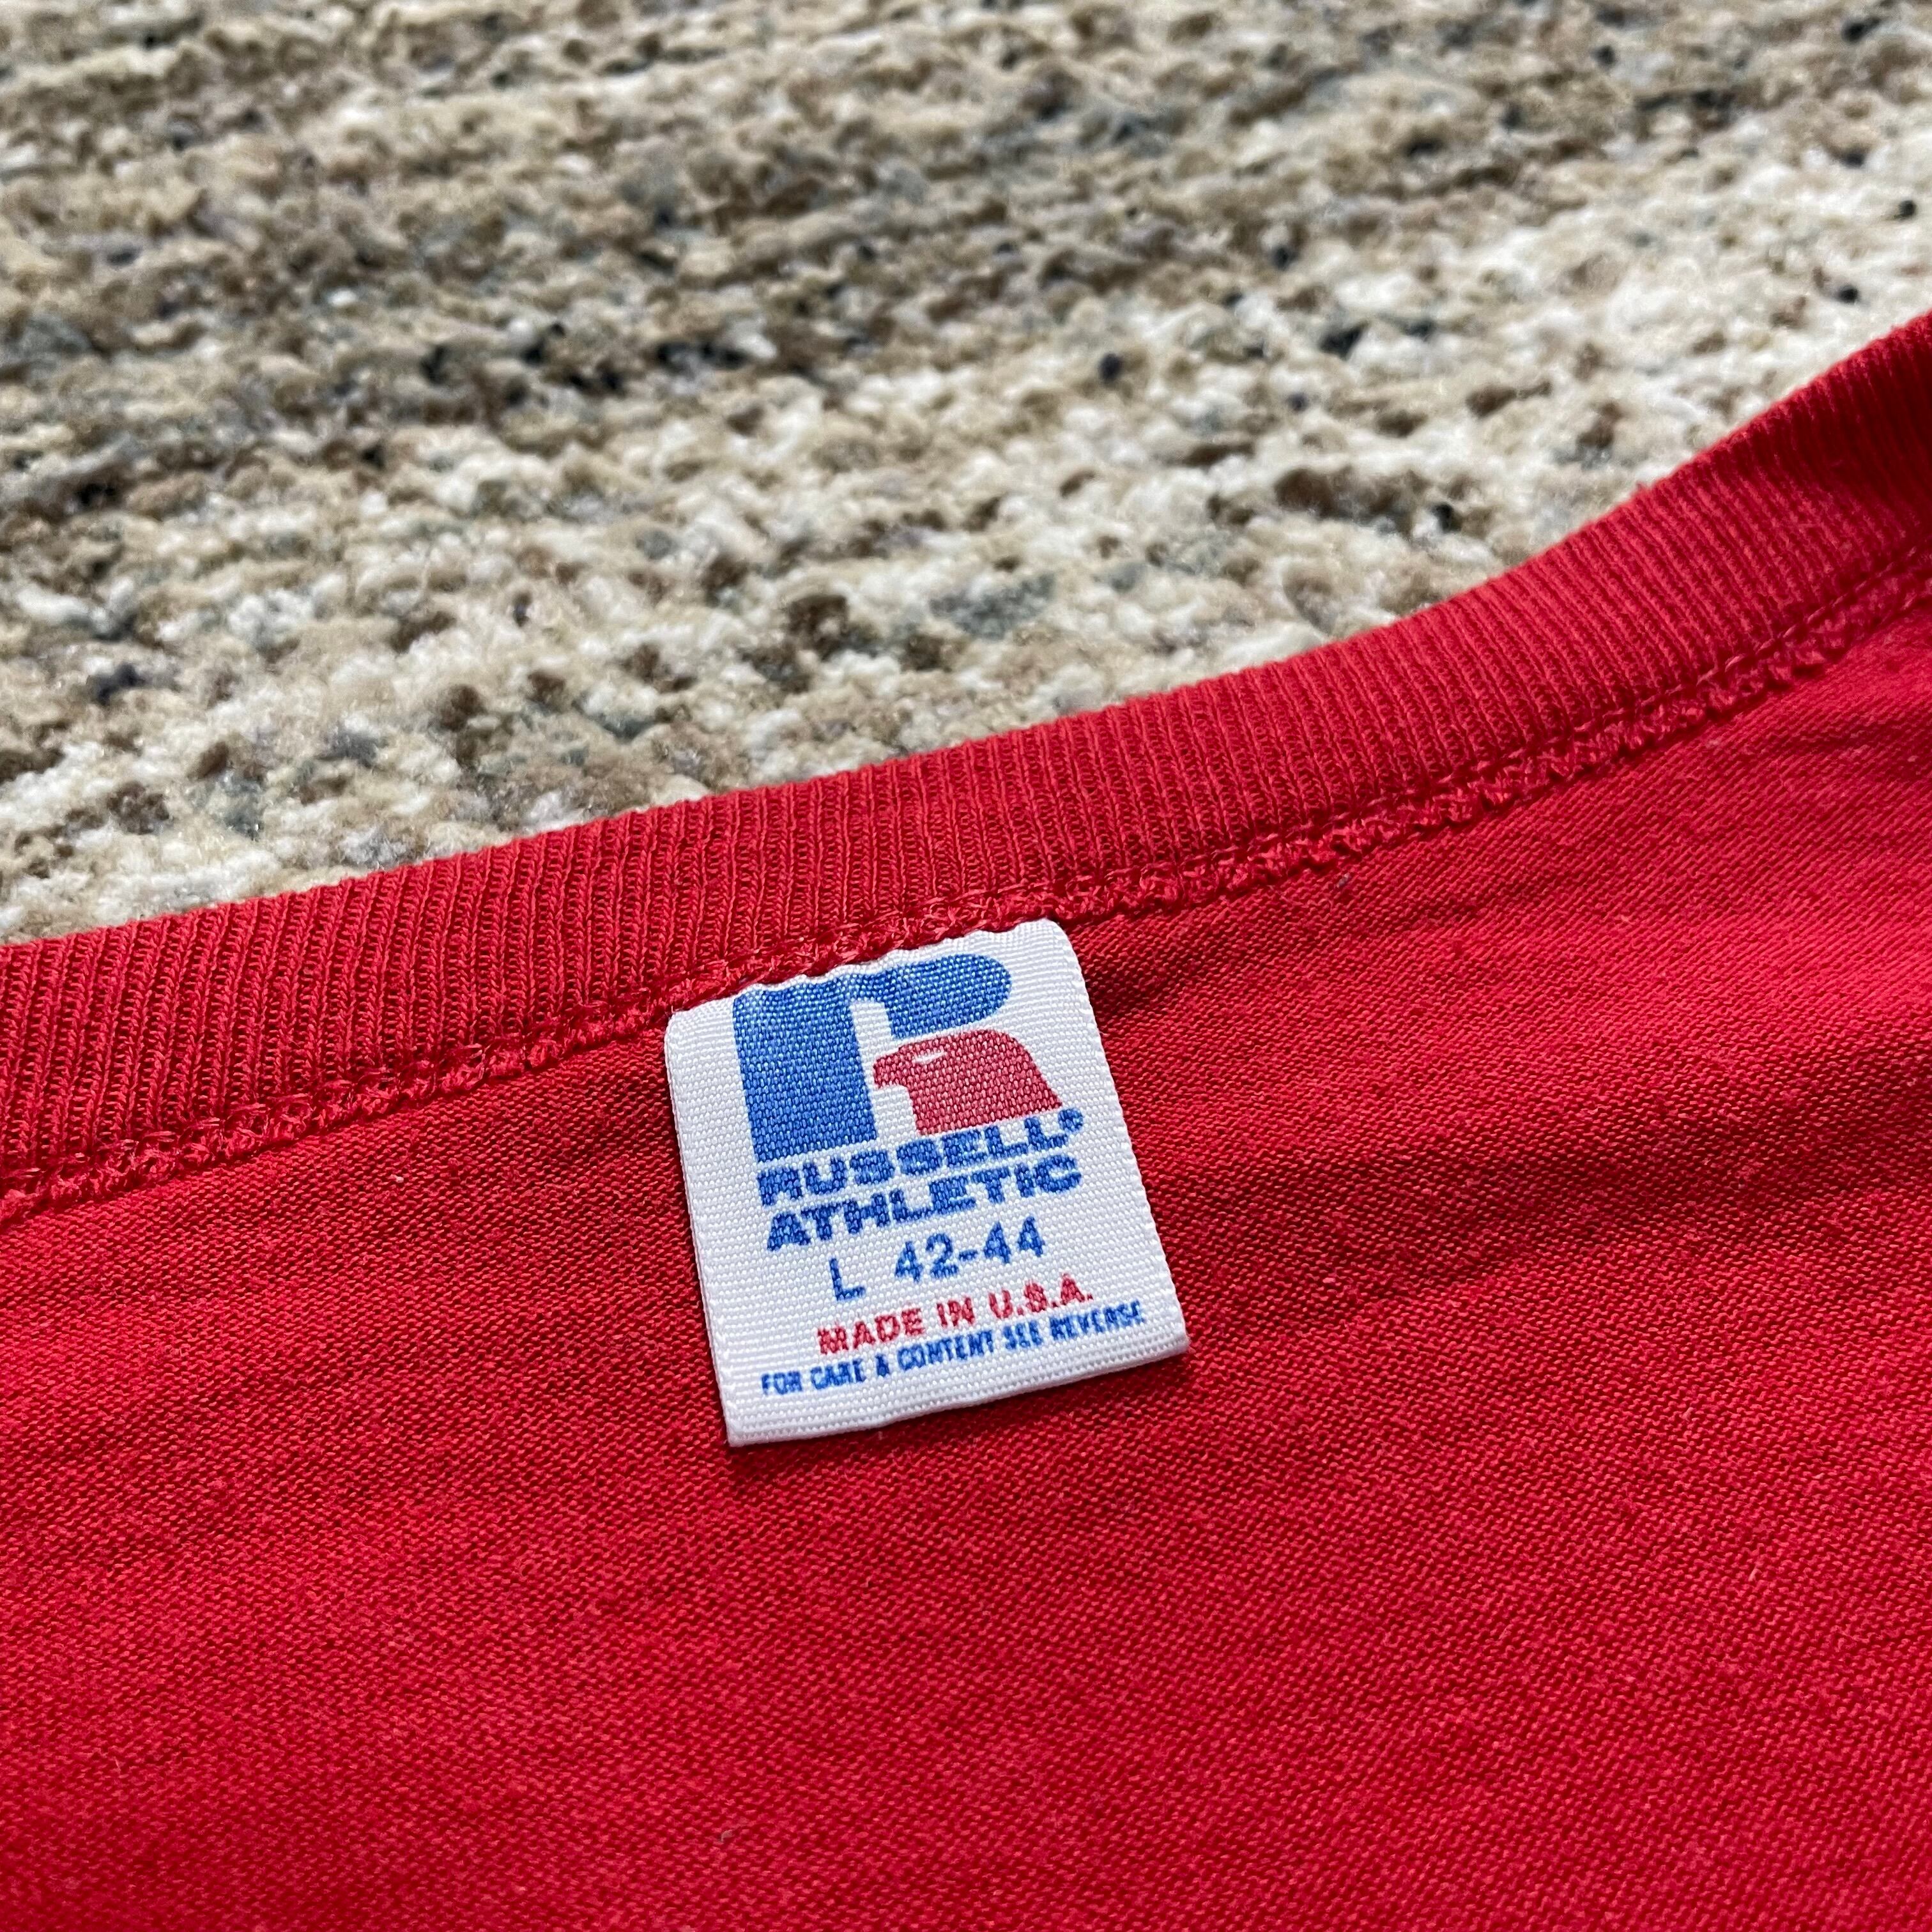 RUSSELL®
ATHLETIC
L 42-44
MADE IN U.S.A.
FOR CARE & CONTENT SEE REVERSE